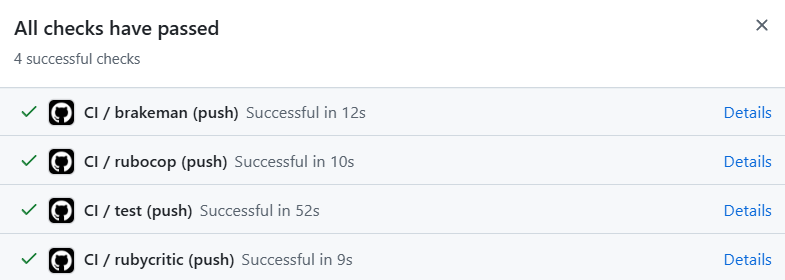 All checks have passed
4 successful checks
CI / brakeman (push) Successful in 12s Details
CI / rubocop (push) Successful in 10s Details
CI / test (push) Successful in 52s Details
CI / rubycritic (push) Successful in 9s Details